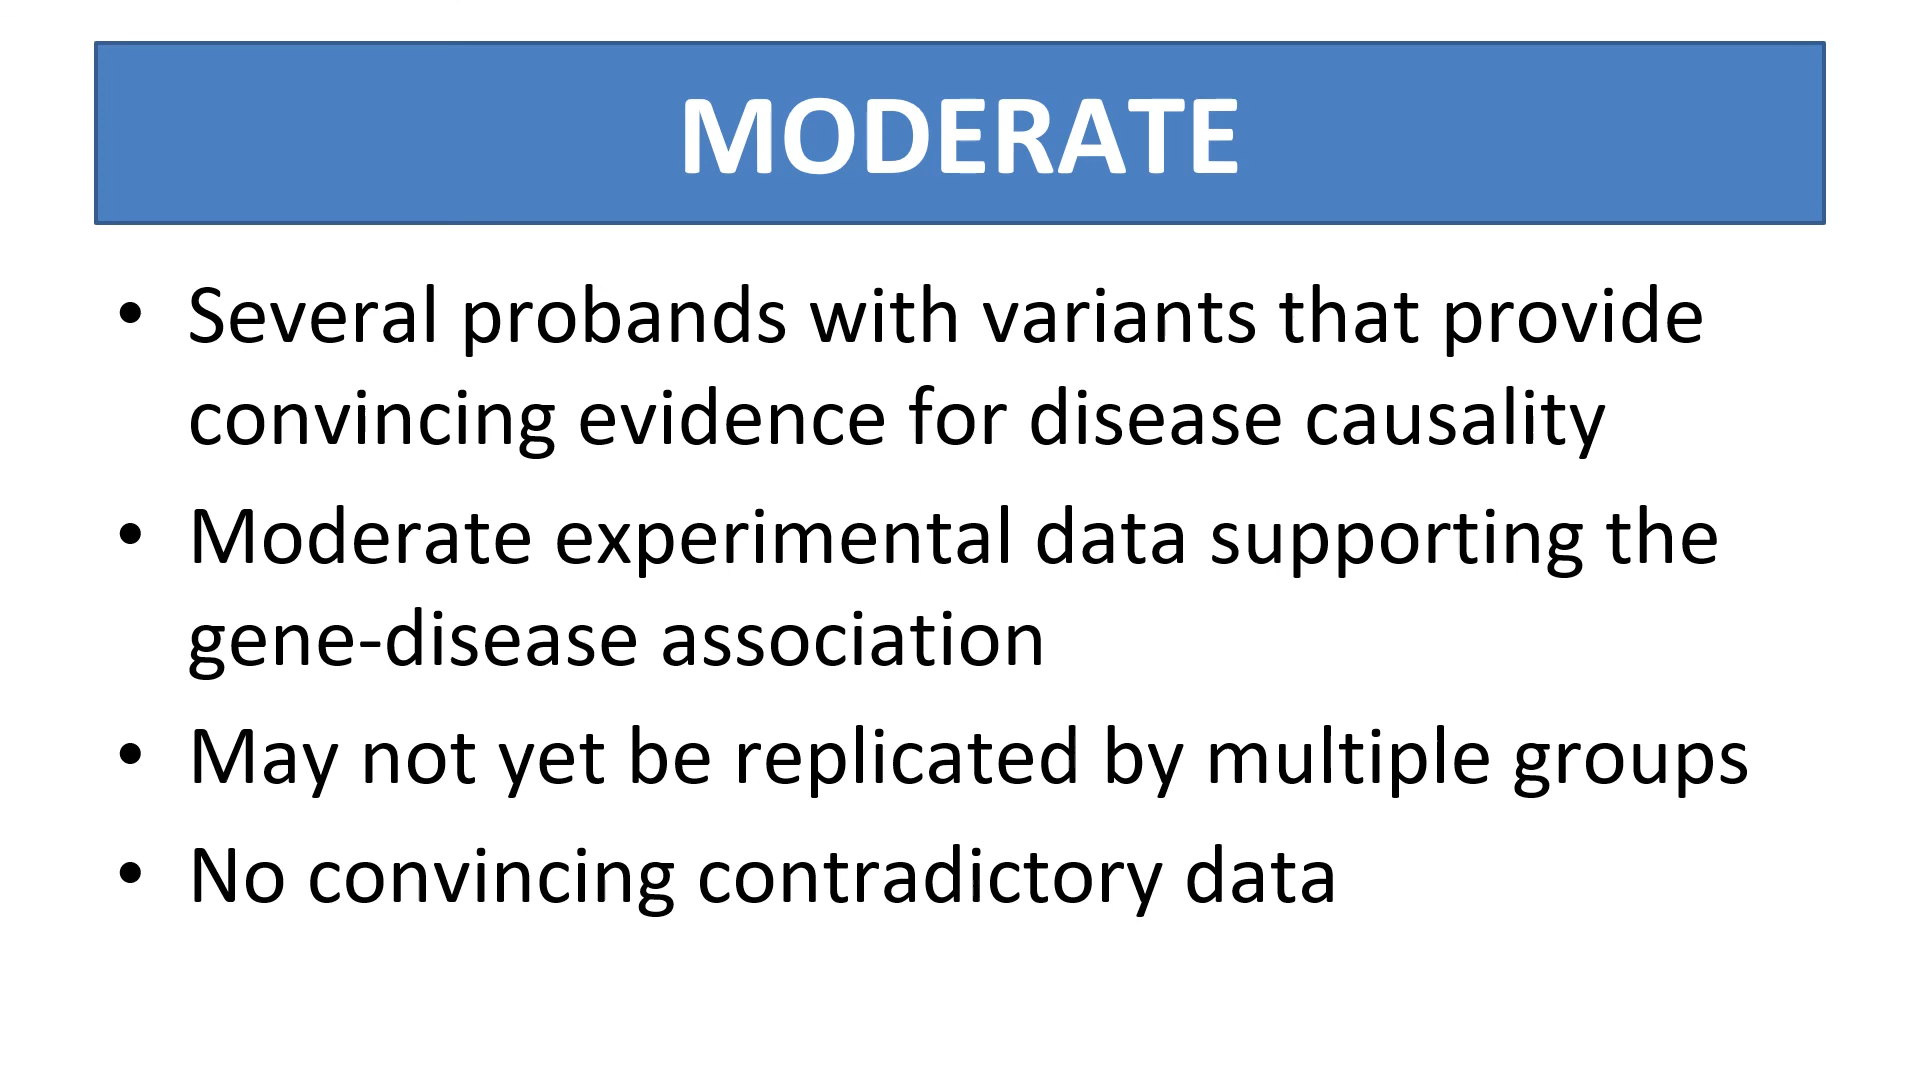 MODERATE
• Several probands with variants that provide
convincing evidence for disease causality
• Moderate experimental data supporting the
gene-disease association
• May not yet be replicated by multiple groups
• No convincing contradictory data